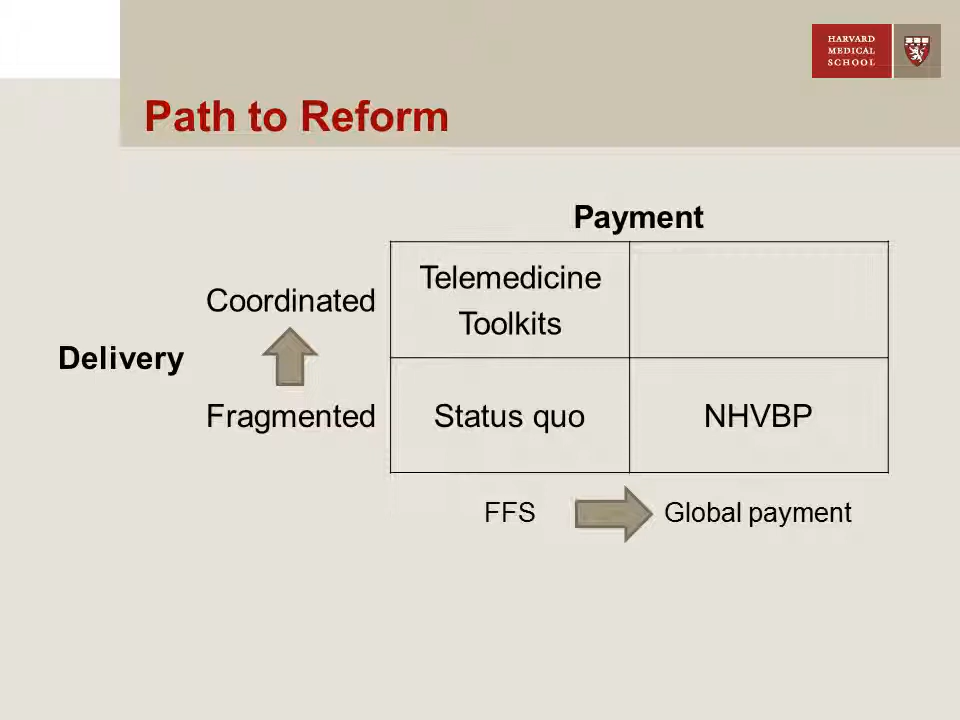 HARVARD
MEDICAL
SCHOOL
Path to Reform
Payment
Telemedicine
Toolkits
Coordinated
Delivery
Fragmented
Status quo
NHVBP
FFS
Global payment